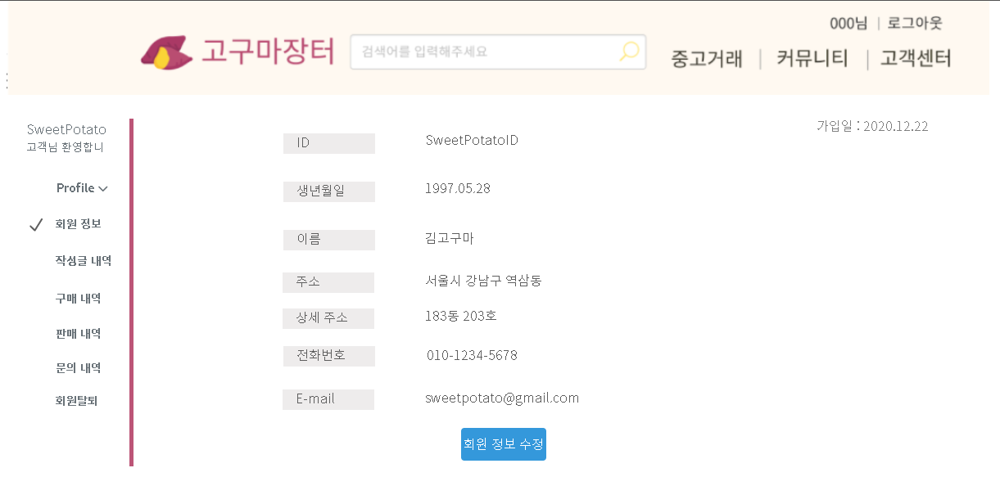 000님 | 로그아웃
고구마장터
검색어를 입력해주세요
중고거래 | 커뮤니티 | 고객센터
SweetPotato
고객님 환영합니
가입일 : 2020.12.22
Profile
회원 정보
작성글 내역
구매 내역
판매 내역
문의 내역
회원탈퇴
ID SweetPotatoID
생년월일 1997.05.28
이름 김고구마
주소 서울시 강남구 역삼동
상세 주소 183동 203호
전화번호 010-1234-5678
E-mail sweetpotato@gmail.com
회원 정보 수정